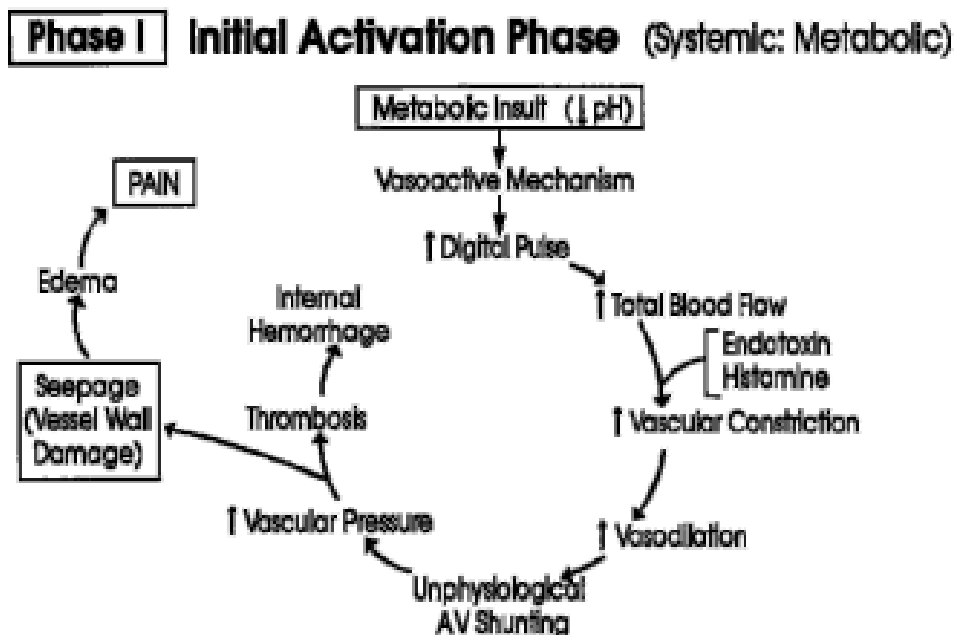 Phase I Initial Activation Phase (Systemic: Metabolic)
Metabolic Insult (↓pH)
Vasoactive Mechanism
↑ Digital Pulse
↑ Total Blood Flow
Endotoxin
Histamine
↑ Vascular Constriction
↑ Vasodilation
Unphysiological
AV Shunting
↑ Vascular Pressure
Thrombosis
Internal
Hemorrhage
Seepage
(Vessel Wall
Damage)
Edema
PAIN